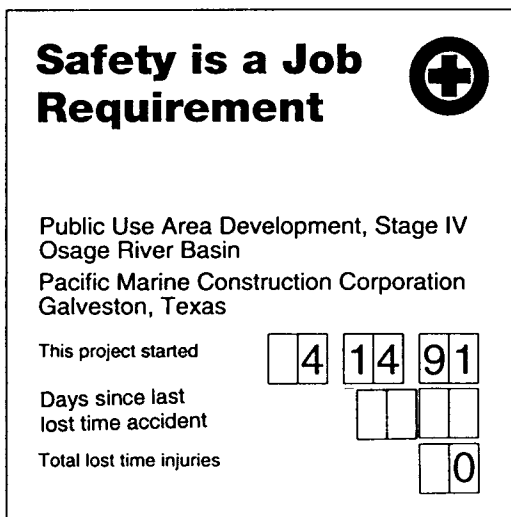 Safety is a Job
Requirement
Public Use Area Development, Stage IV
Osage River Basin
Pacific Marine Construction Corporation
Galveston, Texas
This project started 4 14 91
Days since last
lost time accident
Total lost time injuries 0